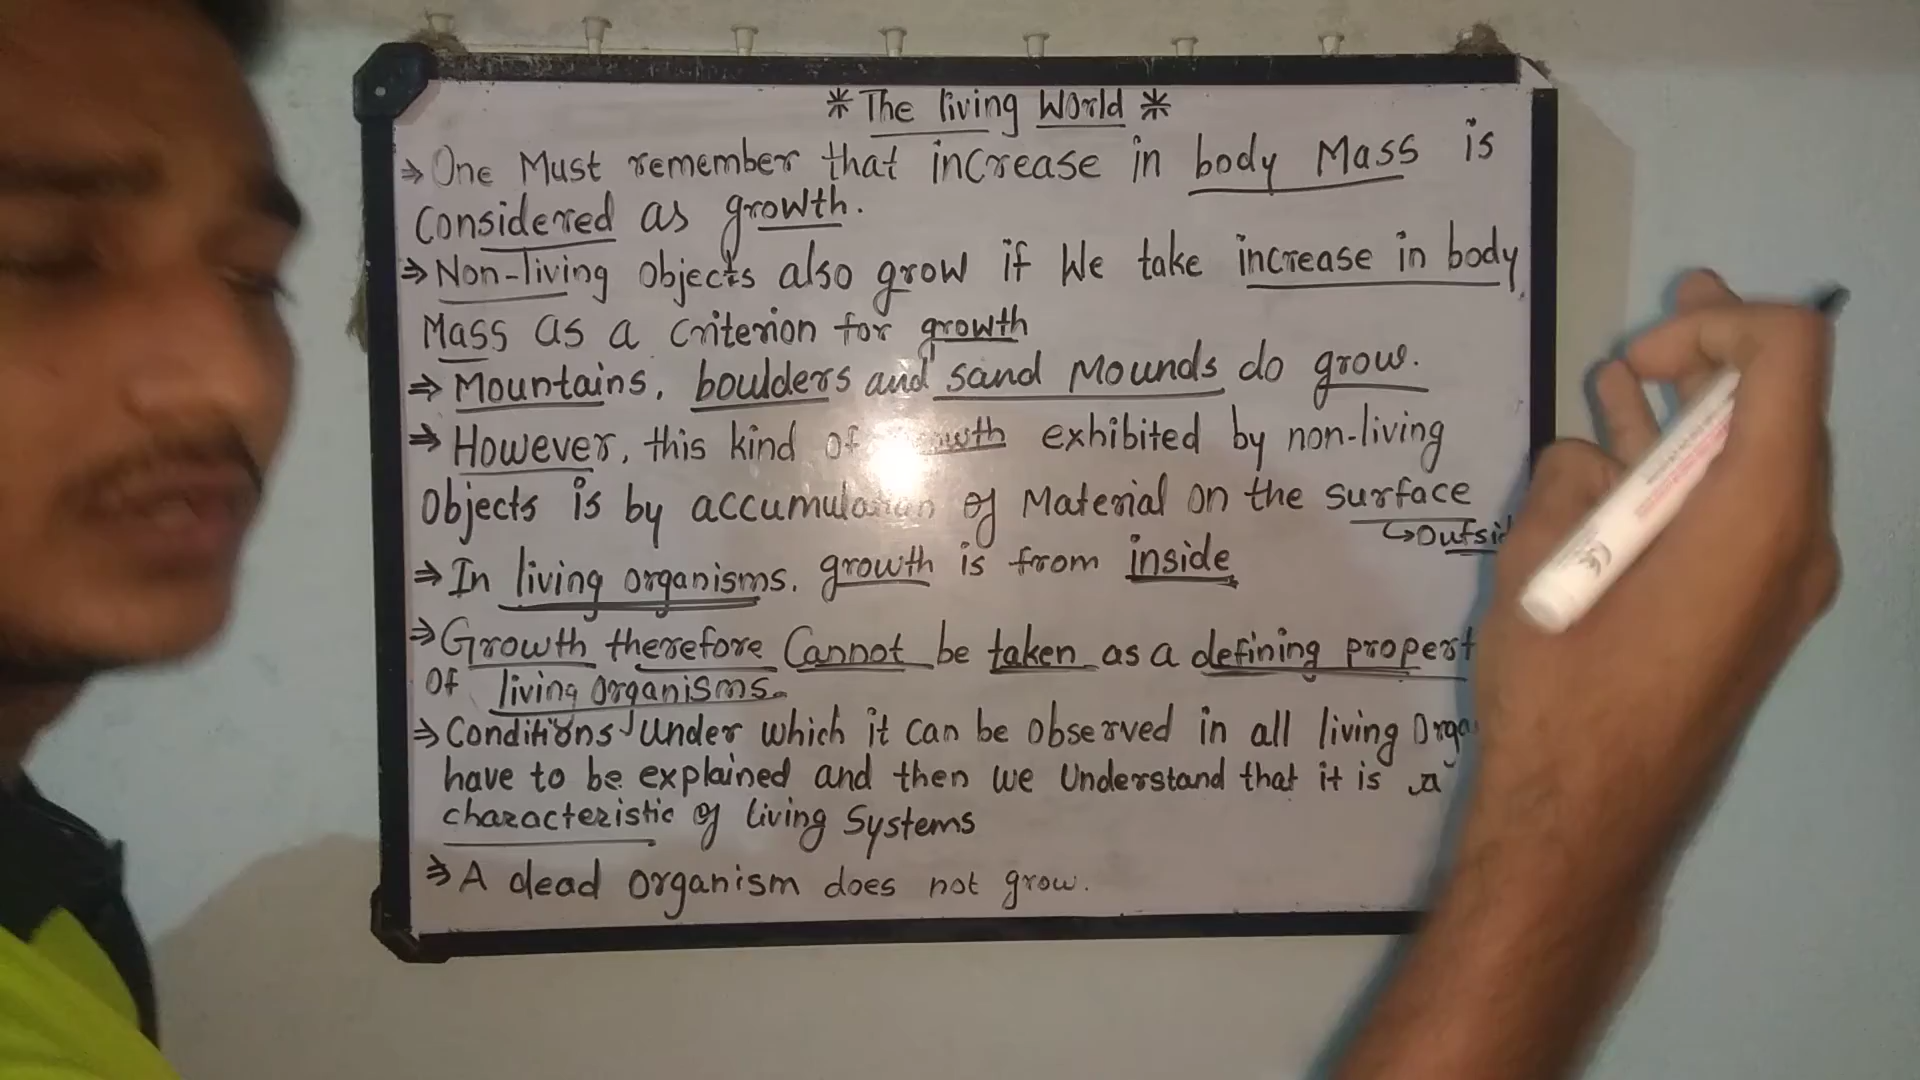 * The living World *
⇒ One Must remember that increase in body Mass is
Considered as growth.
⇒ Non-living Objects also grow if We take increase in body
Mass as a criterion for growth
⇒ Mountains, boulders and sand Mounds do grow.
⇒ However, this kind of exhibited by non-living
Objects is by accumulation of Material on the surface
↳ Outsid
⇒ In living organisms, growth is from inside
⇒ Growth therefore Cannot be taken as a defining propert
Of living organisms.
⇒ Conditions Under which it can be observed in all living Orga
have to be explained and then we Understand that it is a
characteristic of living Systems
⇒ A dead organism does not grow.